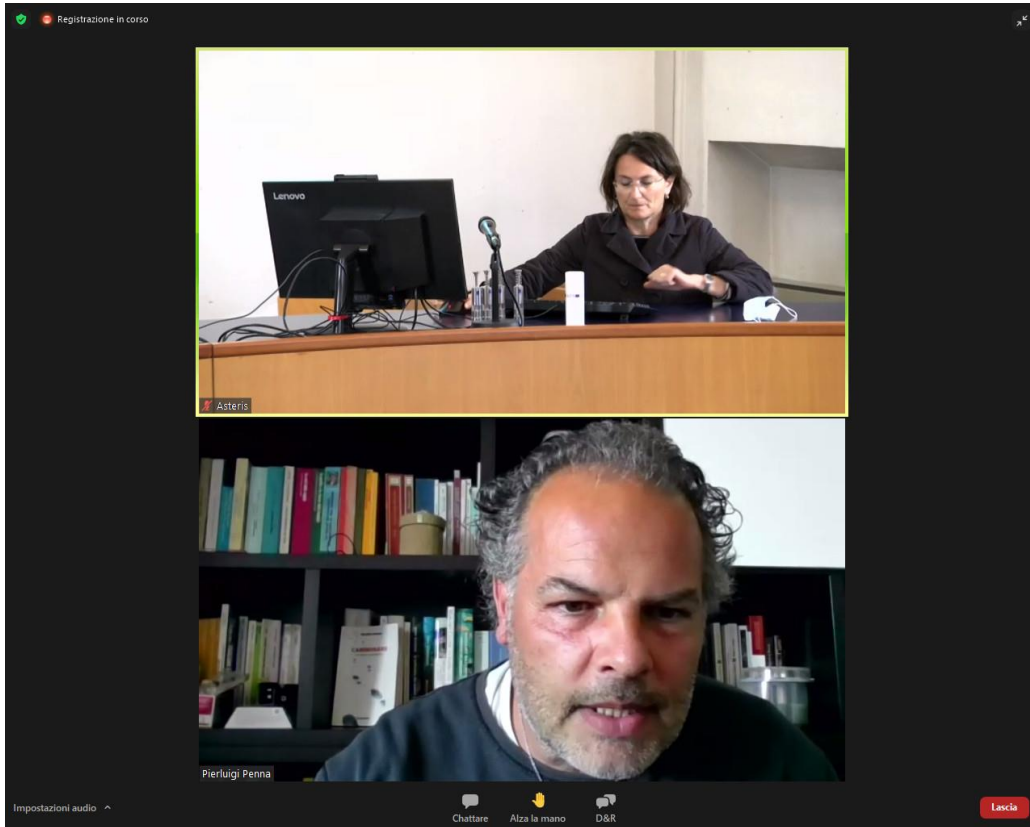 Registrazione in corso
Lenovo
Asteris
Pierluigi Penna
Impostazioni audio
Chattare
Alza la mano
D&R
Lascia